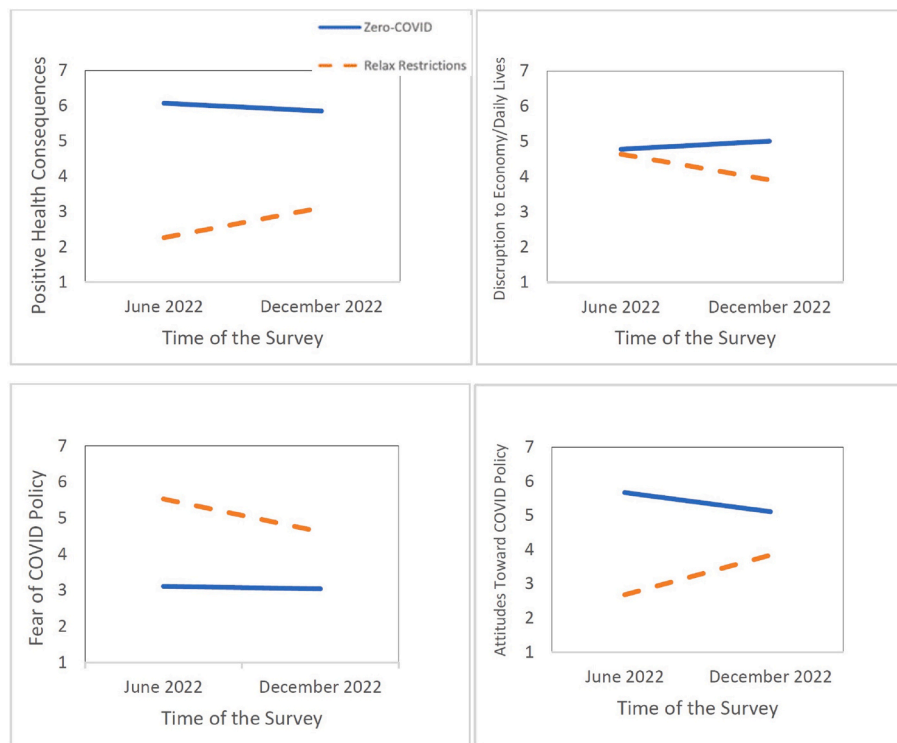 Zero-COVID
Relax Restrictions
Positive Health Consequences
7
6
5
4
3
2
1
June 2022 December 2022
Time of the Survey
Discruption to Economy/Daily Lives
7
6
5
4
3
2
1
June 2022 December 2022
Time of the Survey
Fear of COVID Policy
7
6
5
4
3
2
1
June 2022 December 2022
Time of the Survey
Attitudes Toward COVID Policy
7
6
5
4
3
2
1
June 2022 December 2022
Time of the Survey